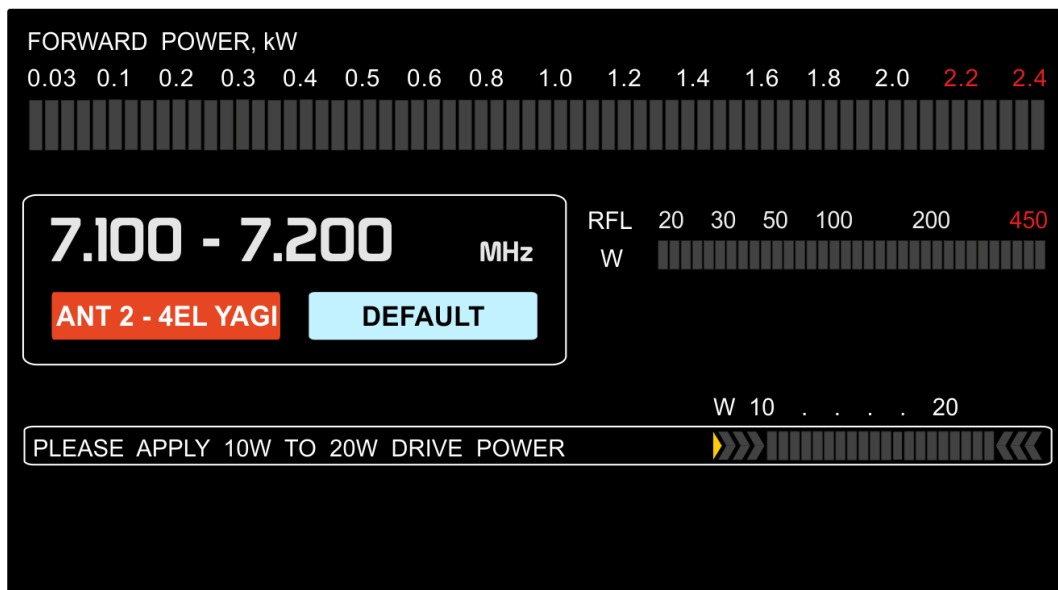 FORWARD POWER, kW
0.03 0.1 0.2 0.3 0.4 0.5 0.6 0.8 1.0 1.2 1.4 1.6 1.8 2.0 2.2 2.4
7.100 - 7.200 MHz
ANT 2 - 4EL YAGI DEFAULT
RFL 20 30 50 100 200 450
W
W 10 . . . . 20
PLEASE APPLY 10W TO 20W DRIVE POWER